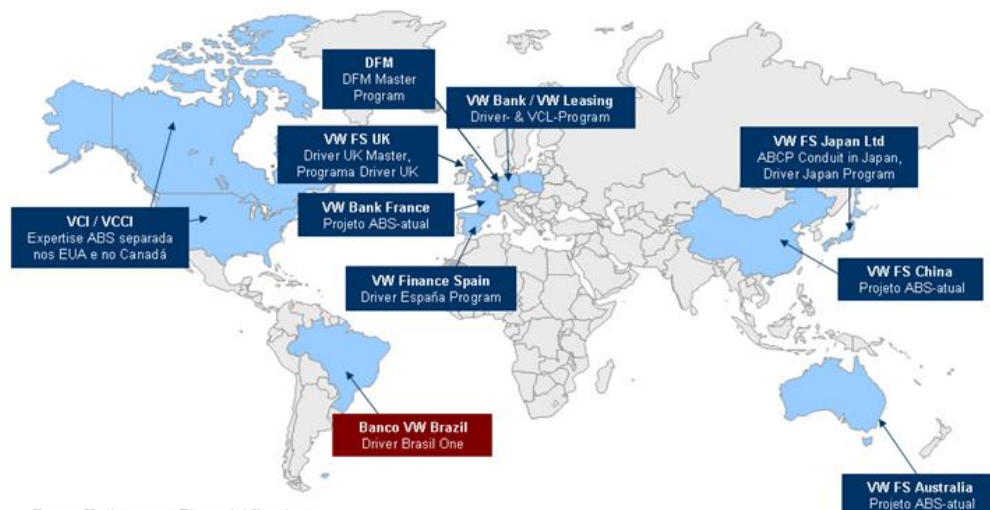 DFM
DFM Master
Program
VW Bank / VW Leasing
Driver- & VCL-Program
VW FS UK
Driver UK Master,
Programa Driver UK
VW FS Japan Ltd
ABCP Conduit in Japan,
Driver Japan Program
VW Bank France
Projeto ABS-atual
VCI / VCCI
Expertise ABS separada
nos EUA e no Canadá
VW Finance Spain
Driver España Program
VW FS China
Projeto ABS-atual
Banco VW Brazil
Driver Brasil One
VW FS Australia
Projeto ABS-atual